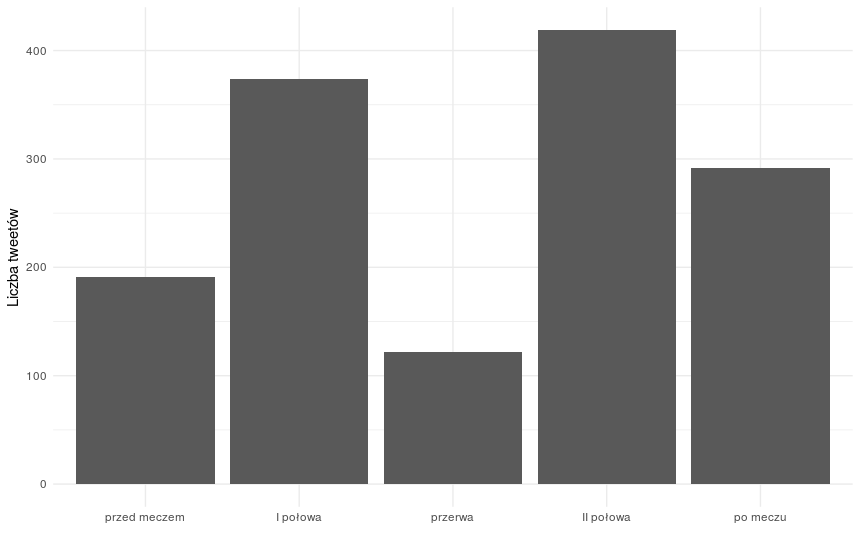 Liczba tweetów
400
300
200
100
0
przed meczem
I połowa
przerwa
II połowa
po meczu